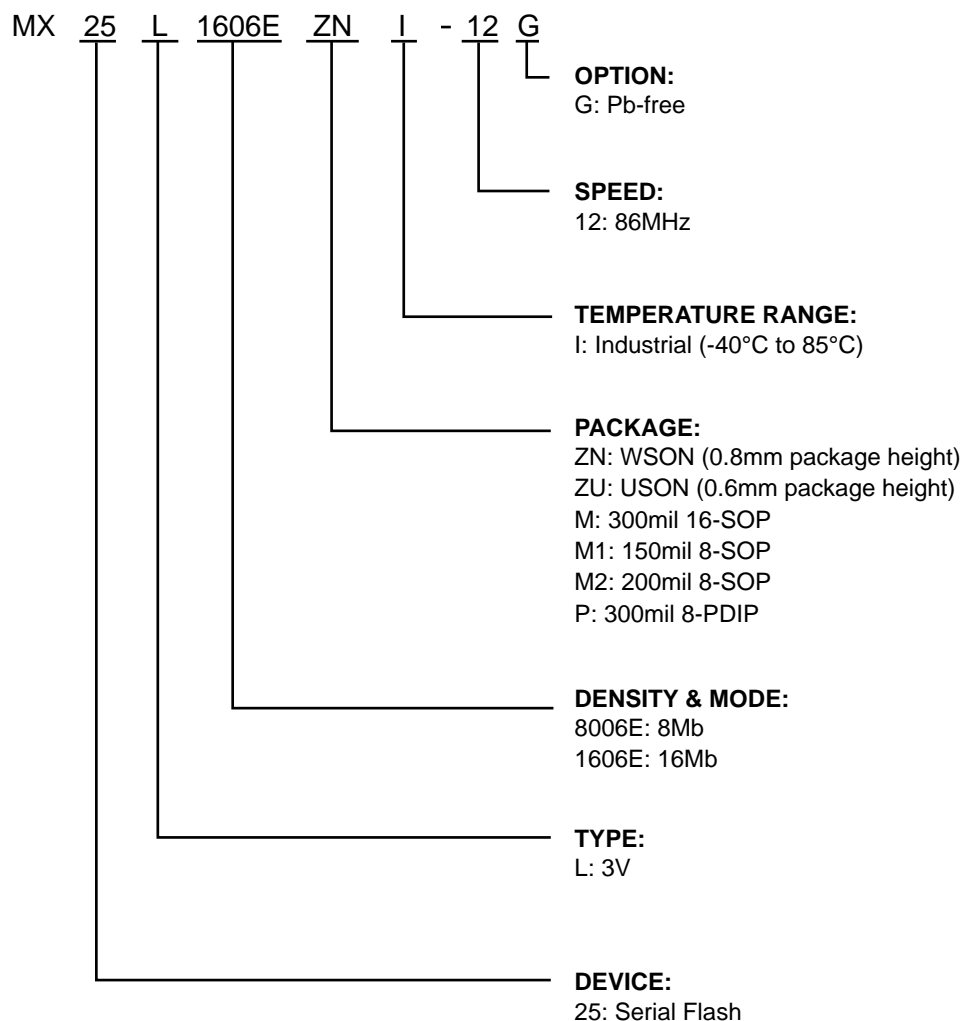 MX 25 L 1606E ZN I - 12 G
OPTION:
G: Pb-free
SPEED:
12: 86MHz
TEMPERATURE RANGE:
I: Industrial (-40°C to 85°C)
PACKAGE:
ZN: WSON (0.8mm package height)
ZU: USON (0.6mm package height)
M: 300mil 16-SOP
M1: 150mil 8-SOP
M2: 200mil 8-SOP
P: 300mil 8-PDIP
DENSITY & MODE:
8006E: 8Mb
1606E: 16Mb
TYPE:
L: 3V
DEVICE:
25: Serial Flash